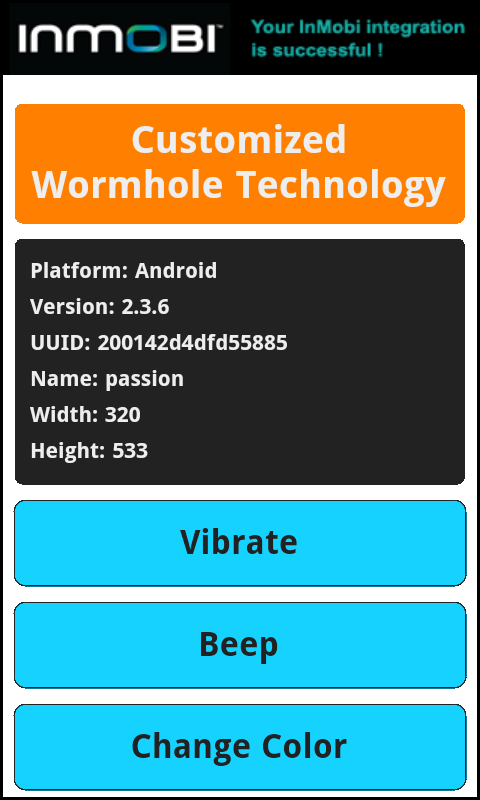 INMOBI™
Your InMobi integration
is successful !
Customized
Wormhole Technology
Platform: Android
Version: 2.3.6
UUID: 200142d4dfd55885
Name: passion
Width: 320
Height: 533
Vibrate
Beep
Change Color